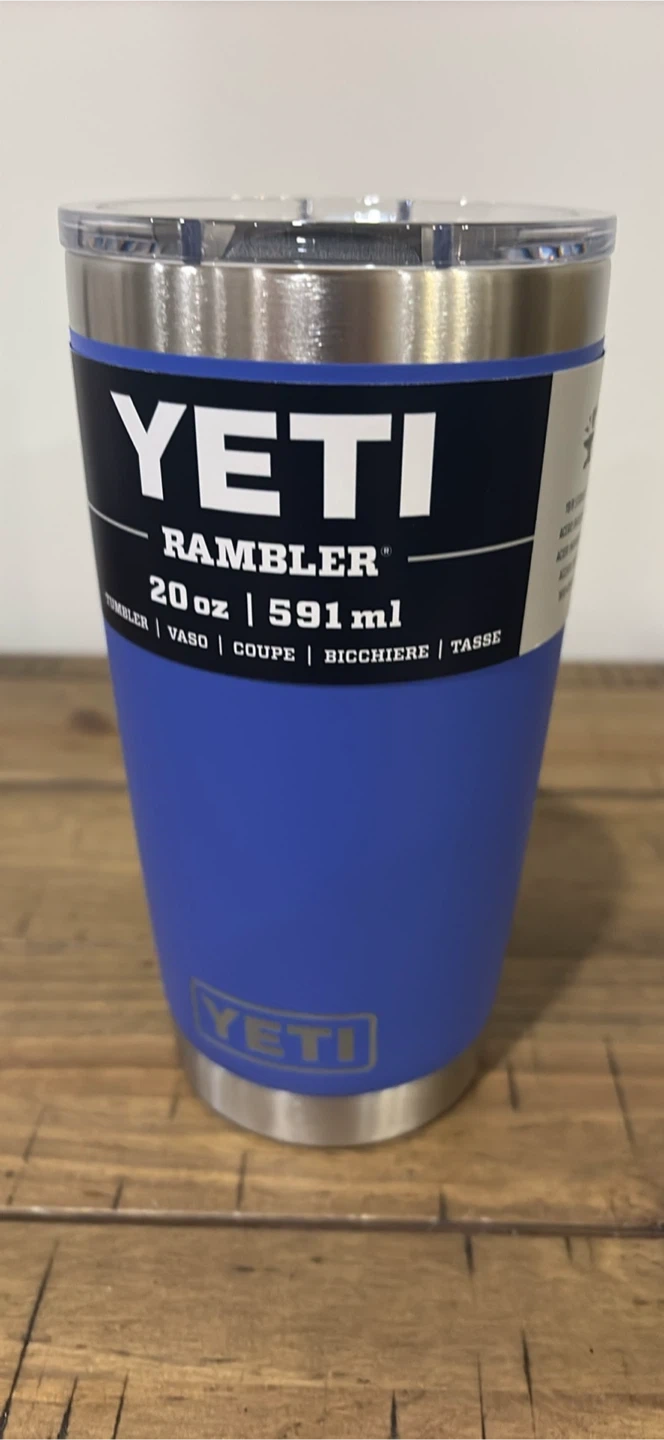 YETI
RAMBLER®
20 oz | 591 ml
TUMBLER | VASO | COUPE | BICCHIERE | TASSE
YETI